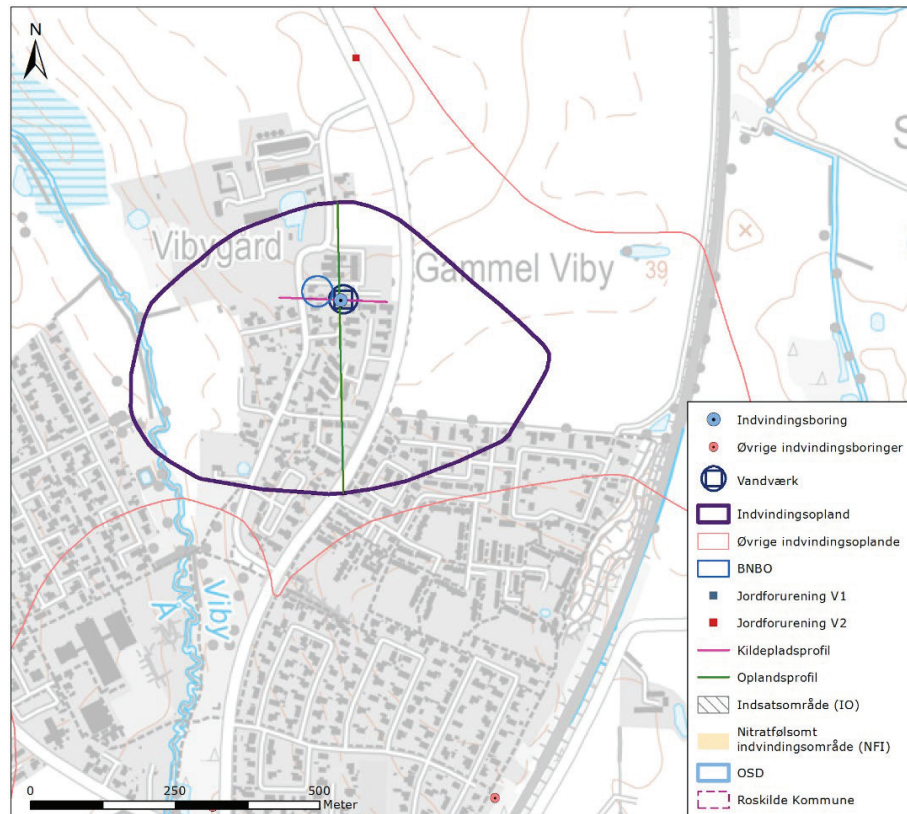 N
Vibygård
Gammel Viby
39
S
Viby
Å
Indvindingsboring
Øvrige indvindingsboringer
Vandværk
Indvindingsopland
Øvrige indvindingsoplande
BNBO
Jordforurening V1
Jordforurening V2
Kildepladsprofil
Oplandsprofil
Indsatsområde (IO)
Nitratfølsomt
indvindingsområde (NFI)
OSD
Roskilde Kommune
0 250 500
Meter